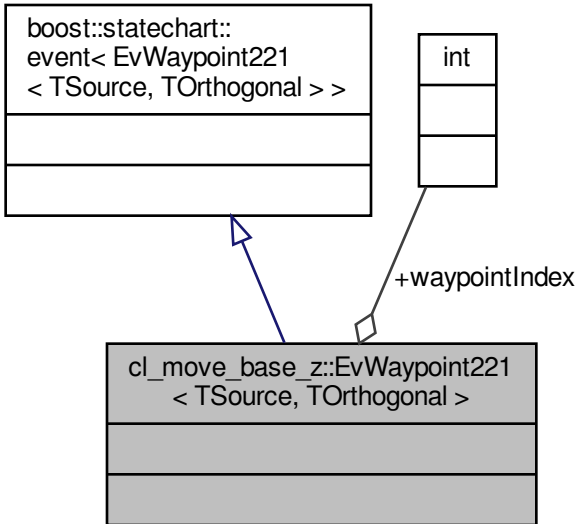 boost::statechart::
event< EvWaypoint221
< TSource, TOrthogonal > >
int
+waypointIndex
cl_move_base_z::EvWaypoint221
< TSource, TOrthogonal >